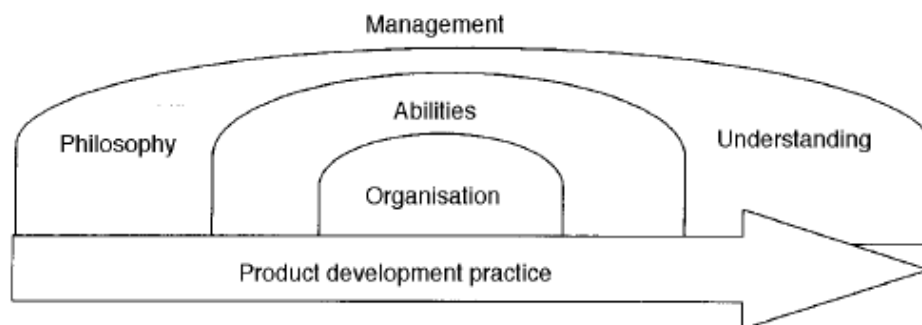 Management
Abilities
Philosophy
Understanding
Organisation
Product development practice